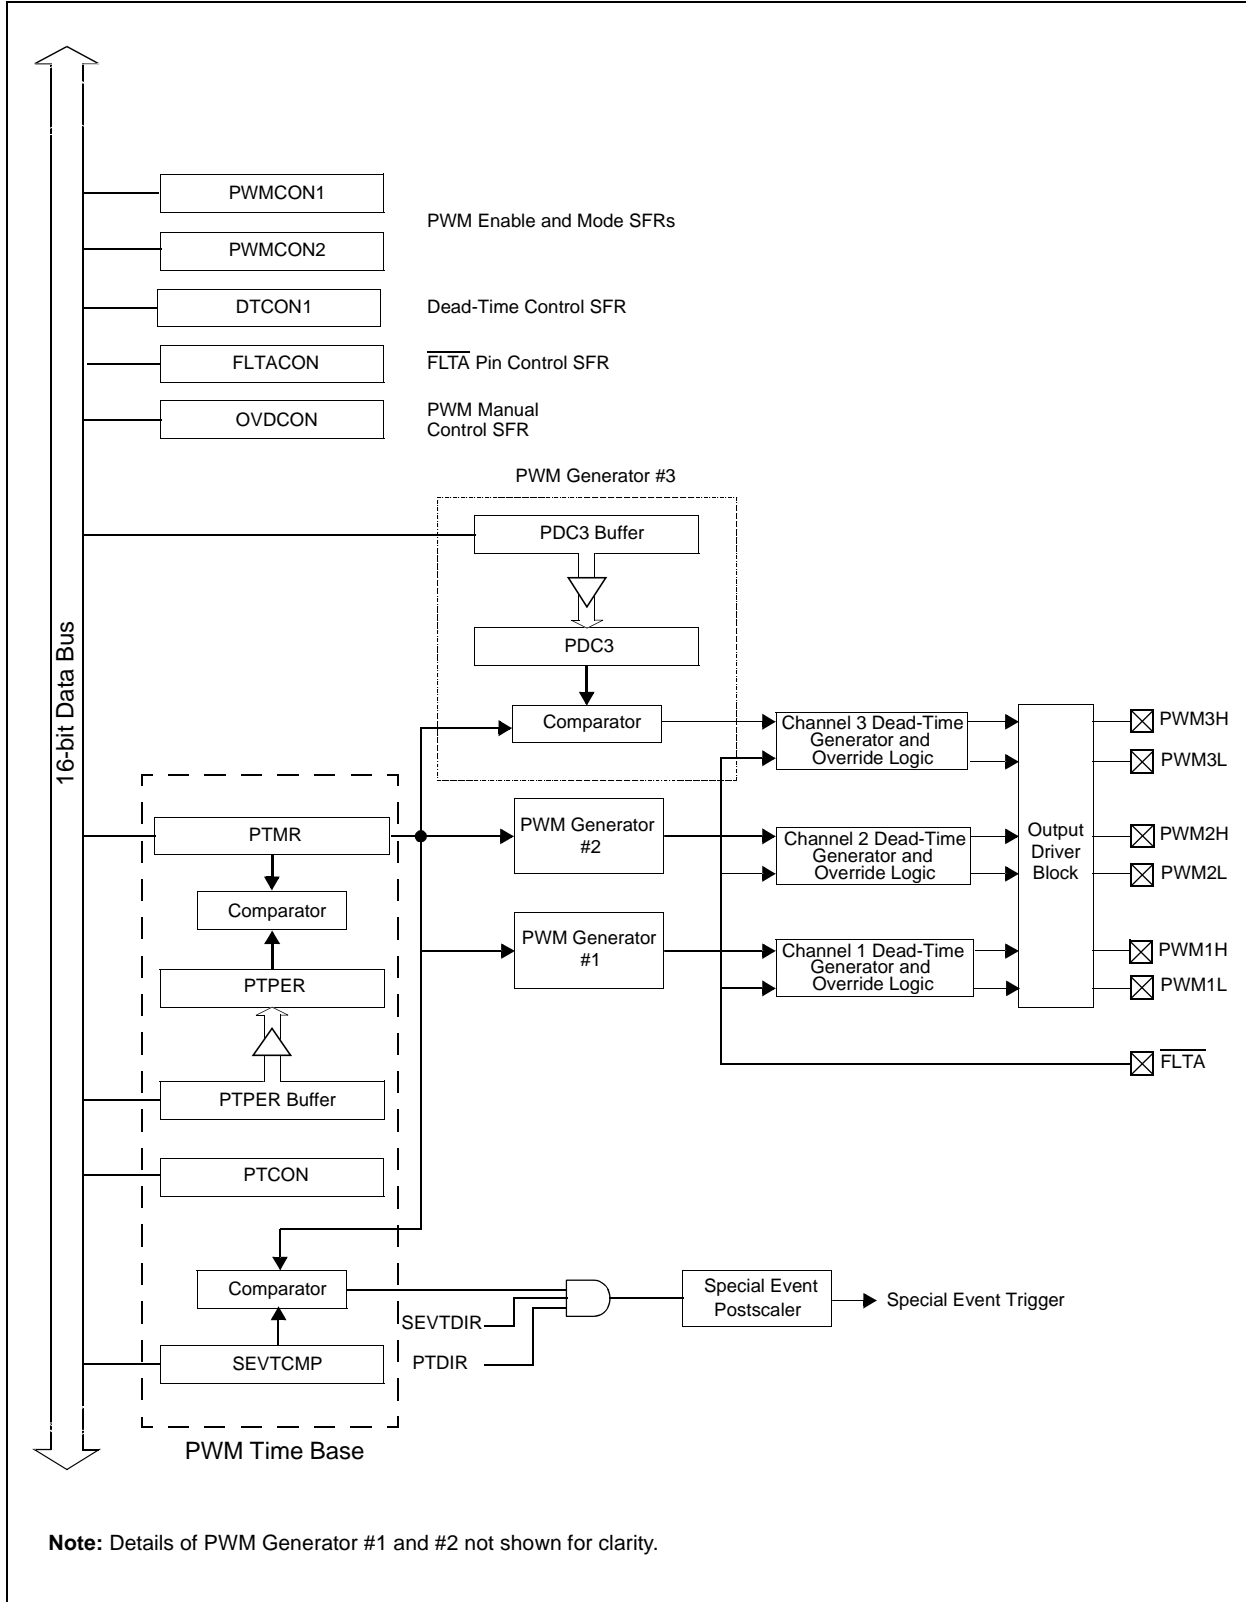 PWMCON1
PWM Enable and Mode SFRs
PWMCON2
DTCON1
Dead-Time Control SFR
FLTACON
FLTA Pin Control SFR
OVDCON
PWM Manual
Control SFR
PWM Generator #3
PDC3 Buffer
PDC3
Comparator
16-bit Data Bus
Channel 3 Dead-Time
Generator and
Override Logic
PWM3H
PWM3L
PTMR
PWM Generator
#2
Channel 2 Dead-Time
Generator and
Override Logic
Output
Driver
Block
PWM2H
PWM2L
Comparator
PWM Generator
#1
Channel 1 Dead-Time
Generator and
Override Logic
PWM1H
PWM1L
PTPER
FLTA
PTPER Buffer
PTCON
Comparator
SEVTDIR
Special Event
Postscaler
Special Event Trigger
SEVTCMP
PTDIR
PWM Time Base
Note: Details of PWM Generator #1 and #2 not shown for clarity.